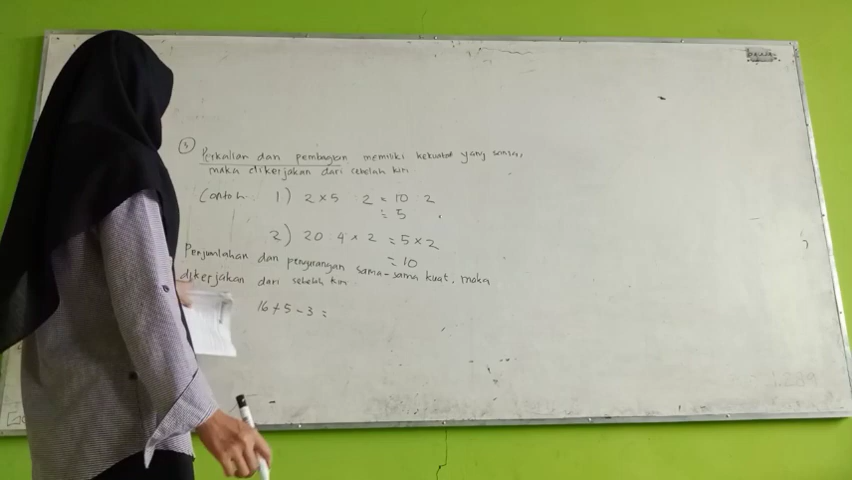 3
Perkalian dan pembagian memiliki kekuatan yang sama,
maka dikerjakan dari sebelah kiri
Contoh 1) 2 x 5 2 = 10 2
= 5
2) 20 4 x 2 = 5 x 2
= 10
Penjumlahan dan pengurangan sama-sama kuat, maka
dikerjakan dari sebelah kiri
16 + 5 - 3 =